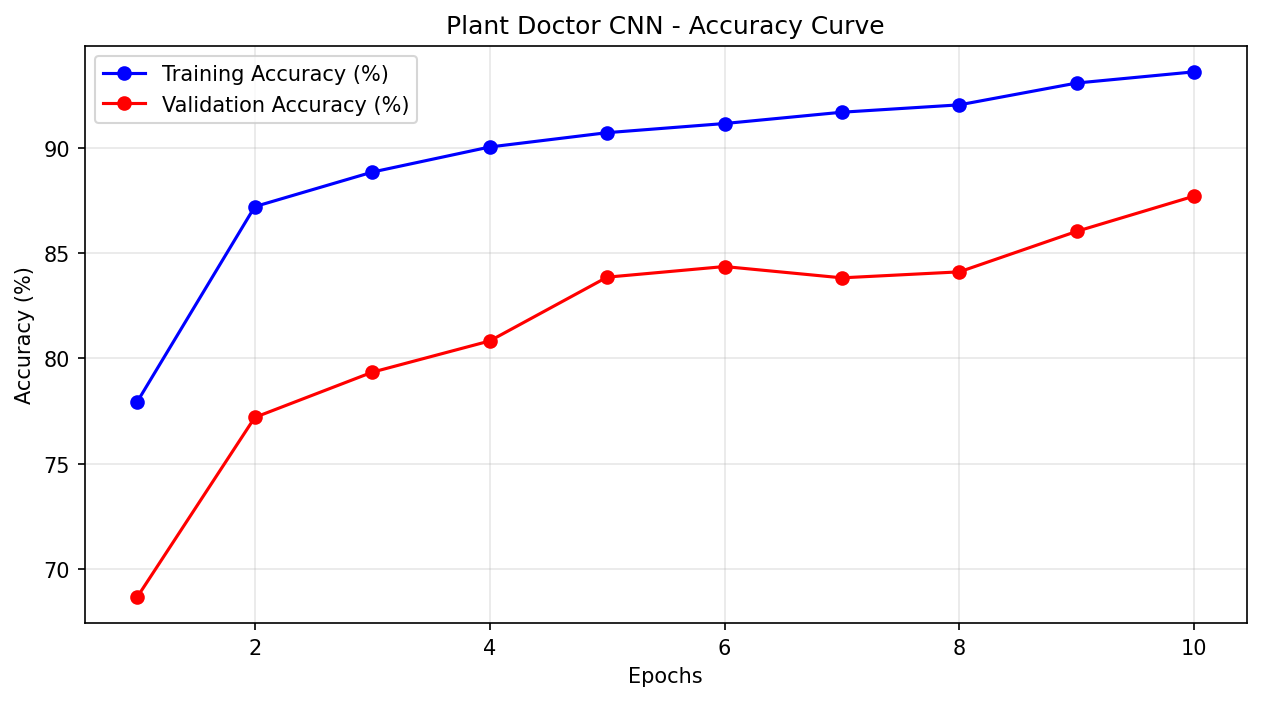 Plant Doctor CNN - Accuracy Curve
Training Accuracy (%)
Validation Accuracy (%)
90
85
80
75
70
Accuracy (%)
2 4 6 8 10
Epochs